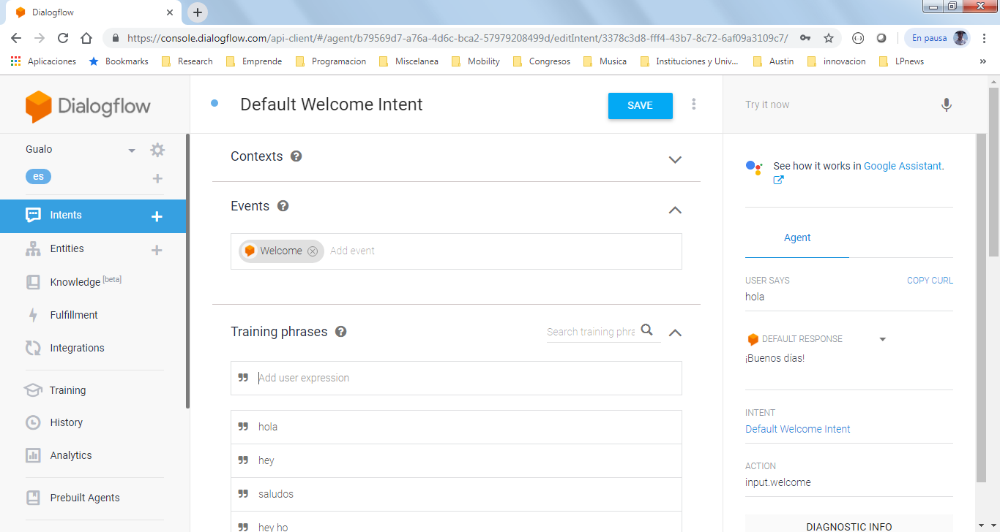 Dialogflow
https://console.dialogflow.com/api-client/#/agent/b79569d7-a76a-4d6c-bca2-57979208499d/editIntent/3378c3d8-fff4-43b7-8c72-6af09a3109c7/
En pausa
Aplicaciones Bookmarks Research Emprende Programacion Miscelanea Mobility Congresos Musica Instituciones y Univ... Austin innovacion LPnews »
Dialogflow
Gualo
es
Intents
Entities
Knowledge [beta]
Fulfillment
Integrations
Training
History
Analytics
Prebuilt Agents
Default Welcome Intent
SAVE
Contexts ?
Events ?
Welcome Add event
Training phrases ?
Search training phra
Add user expression
hola
hey
saludos
hey ho
Try it now
See how it works in Google Assistant.
Agent
USER SAYS COPY CURL
hola
DEFAULT RESPONSE
¡Buenos días!
INTENT
Default Welcome Intent
ACTION
input.welcome
DIAGNOSTIC INFO